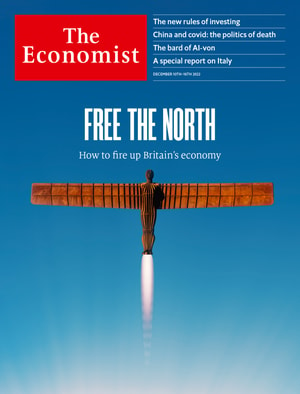 The
Economist
The new rules of investing
China and covid: the politics of death
The bard of AI-von
A special report on Italy
DECEMBER 10TH–16TH 2022
FREE THE NORTH
How to fire up Britain's economy